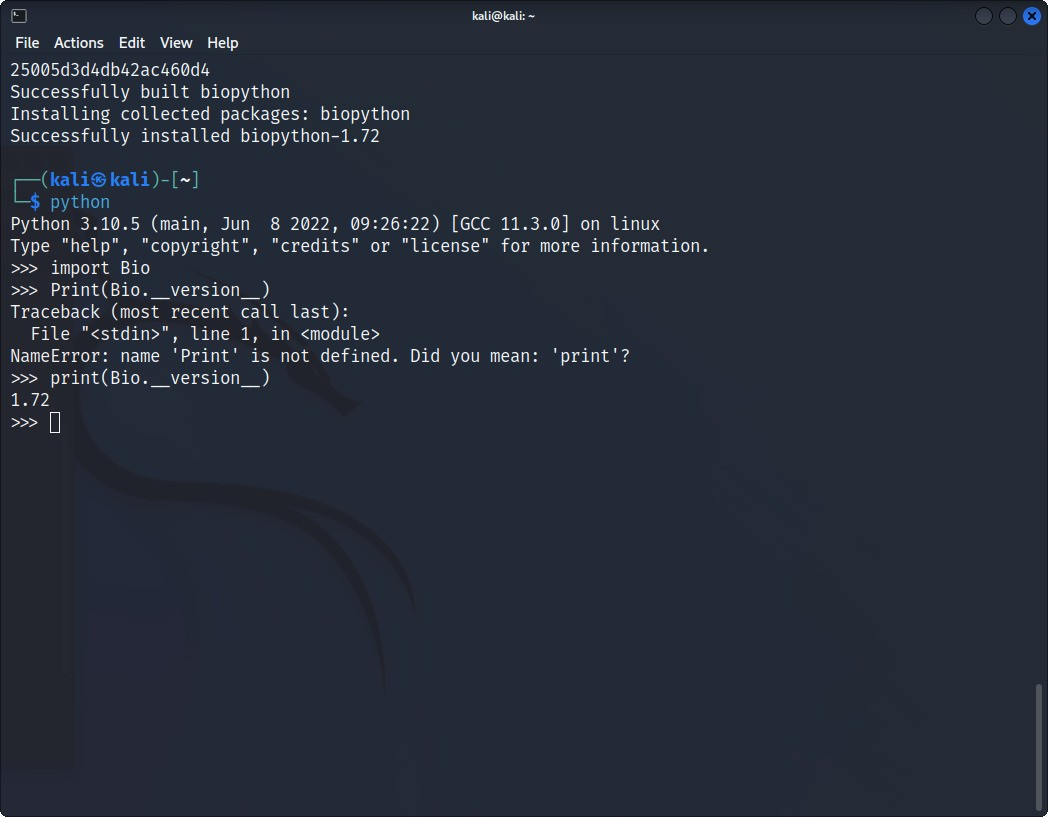 kali@kali: ~
File Actions Edit View Help
25005d3d4db42ac460d4
Successfully built biopython
Installing collected packages: biopython
Successfully installed biopython-1.72
┌──(kali㉿kali)-[~]
└─$ python
Python 3.10.5 (main, Jun  8 2022, 09:26:22) [GCC 11.3.0] on linux
Type "help", "copyright", "credits" or "license" for more information.
>>> import Bio
>>> Print(Bio.__version__)
Traceback (most recent call last):
  File "<stdin>", line 1, in <module>
NameError: name 'Print' is not defined. Did you mean: 'print'?
>>> print(Bio.__version__)
1.72
>>>